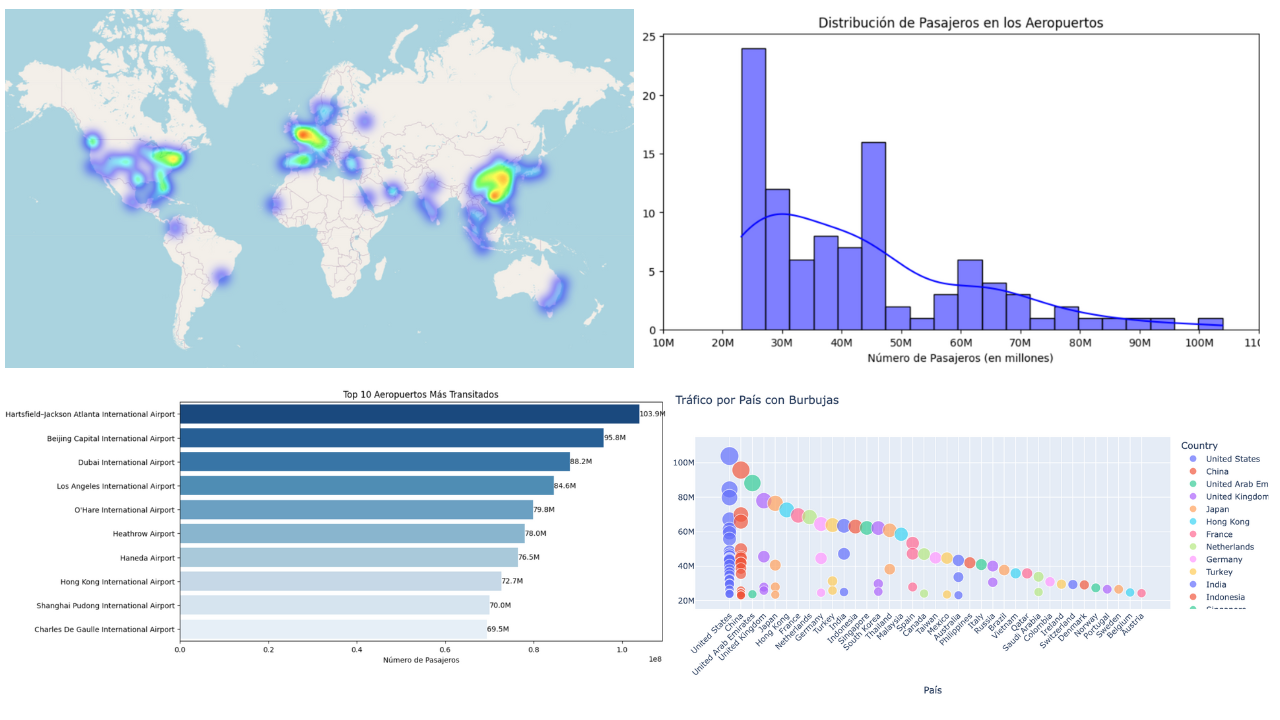 Distribución de Pasajeros en los Aeropuertos
25
20
15
10
5
0
10M 20M 30M 40M 50M 60M 70M 80M 90M 100M 11(
Número de Pasajeros (en millones)
Top 10 Aeropuertos Más Transitados
Hartsfield–Jackson Atlanta International Airport 103.9M
Beijing Capital International Airport 95.8M
Dubai International Airport 88.2M
Los Angeles International Airport 84.6M
O'Hare International Airport 79.8M
Heathrow Airport 78.0M
Haneda Airport 76.5M
Hong Kong International Airport 72.7M
Shanghai Pudong International Airport 70.0M
Charles De Gaulle International Airport 69.5M
0.0 0.2 0.4 0.6 0.8 1.0
1e8
Número de Pasajeros
Tráfico por País con Burbujas
100M
80M
60M
40M
20M
United States
China
United Arab Emirates
United Kingdom
Japan
Hong Kong
France
Netherlands
Germany
Turkey
India
Indonesia
Singapore
South Korea
Thailand
Malaysia
Spain
Canada
Taiwan
Mexico
Australia
Philippines
Italy
Russia
Brazil
Vietnam
Qatar
Saudi Arabia
Colombia
Ireland
Switzerland
Denmark
Norway
Portugal
Sweden
Belgium
Austria
País
Country
United States
China
United Arab Em
United Kingdom
Japan
Hong Kong
France
Netherlands
Germany
Turkey
India
Indonesia